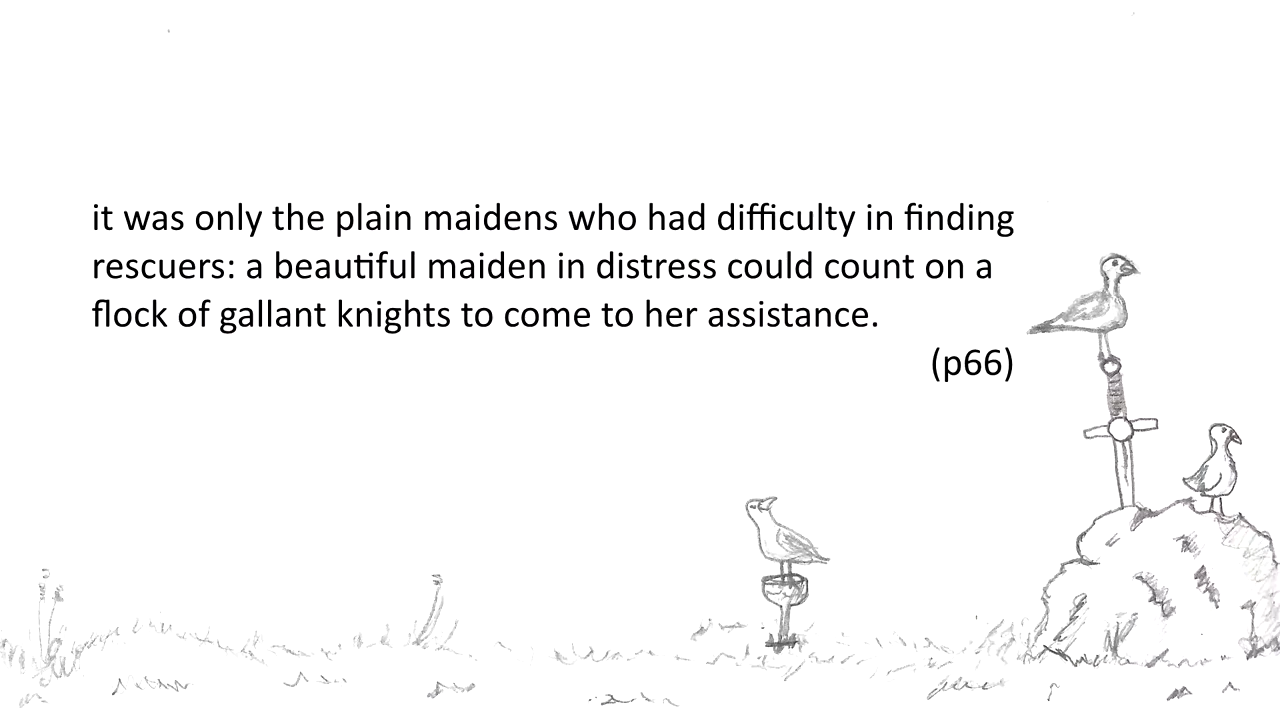 it was only the plain maidens who had difficulty in finding
rescuers: a beautiful maiden in distress could count on a
flock of gallant knights to come to her assistance.
(p66)